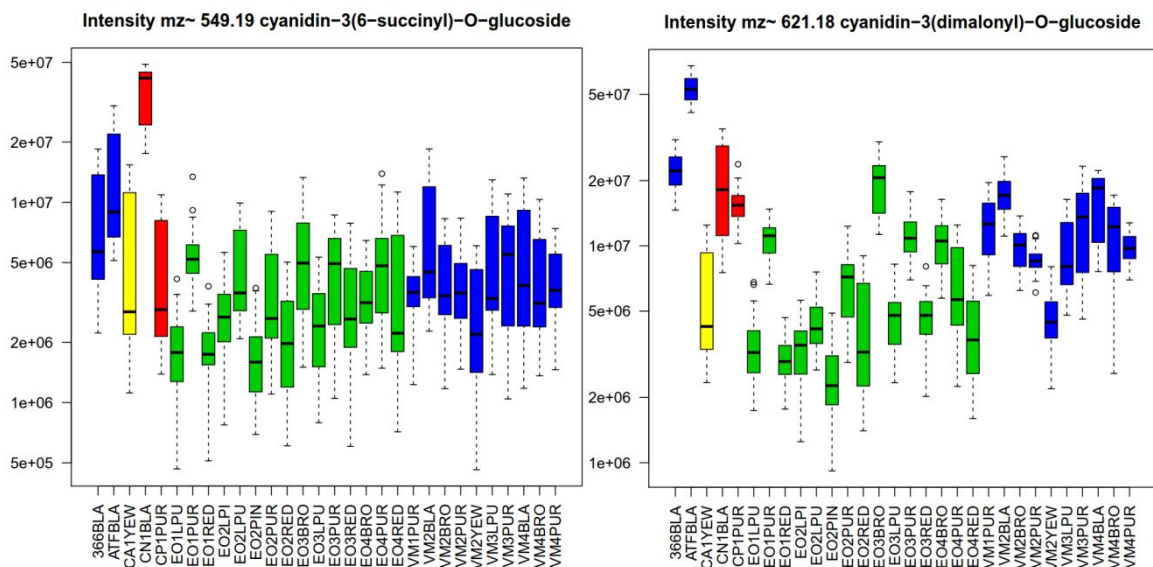 Intensity mz~ 549.19 cyanidin−3(6−succinyl)−O−glucoside
5e+07
2e+07
1e+07
5e+06
2e+06
1e+06
5e+05
366BLA
ATFBLA
CA1YEW
CN1BLA
CP1PUR
EO1LPU
EO1PUR
EO1RED
EO2LPI
EO2LPU
EO2PIN
EO2PUR
EO2RED
EO3BRO
EO3LPU
EO3PUR
EO3RED
EO4BRO
EO4PUR
EO4RED
VM1PUR
VM2BLA
VM2BRO
VM2PUR
VM2YEW
VM3LPU
VM3PUR
VM4BLA
VM4BRO
VM4PUR
Intensity mz~ 621.18 cyanidin−3(dimalonyl)−O−glucoside
5e+07
2e+07
1e+07
5e+06
2e+06
1e+06
366BLA
ATFBLA
CA1YEW
CN1BLA
CP1PUR
EO1LPU
EO1PUR
EO1RED
EO2LPI
EO2LPU
EO2PIN
EO2PUR
EO2RED
EO3BRO
EO3LPU
EO3PUR
EO3RED
EO4BRO
EO4PUR
EO4RED
VM1PUR
VM2BLA
VM2BRO
VM2PUR
VM2YEW
VM3LPU
VM3PUR
VM4BLA
VM4BRO
VM4PUR